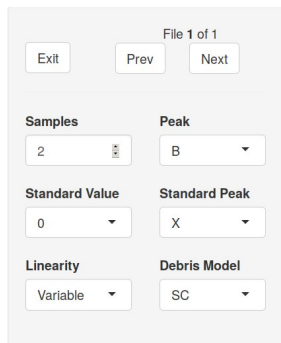 File 1 of 1
Exit Prev Next
Samples Peak
2 B
Standard Value Standard Peak
0 X
Linearity Debris Model
Variable SC